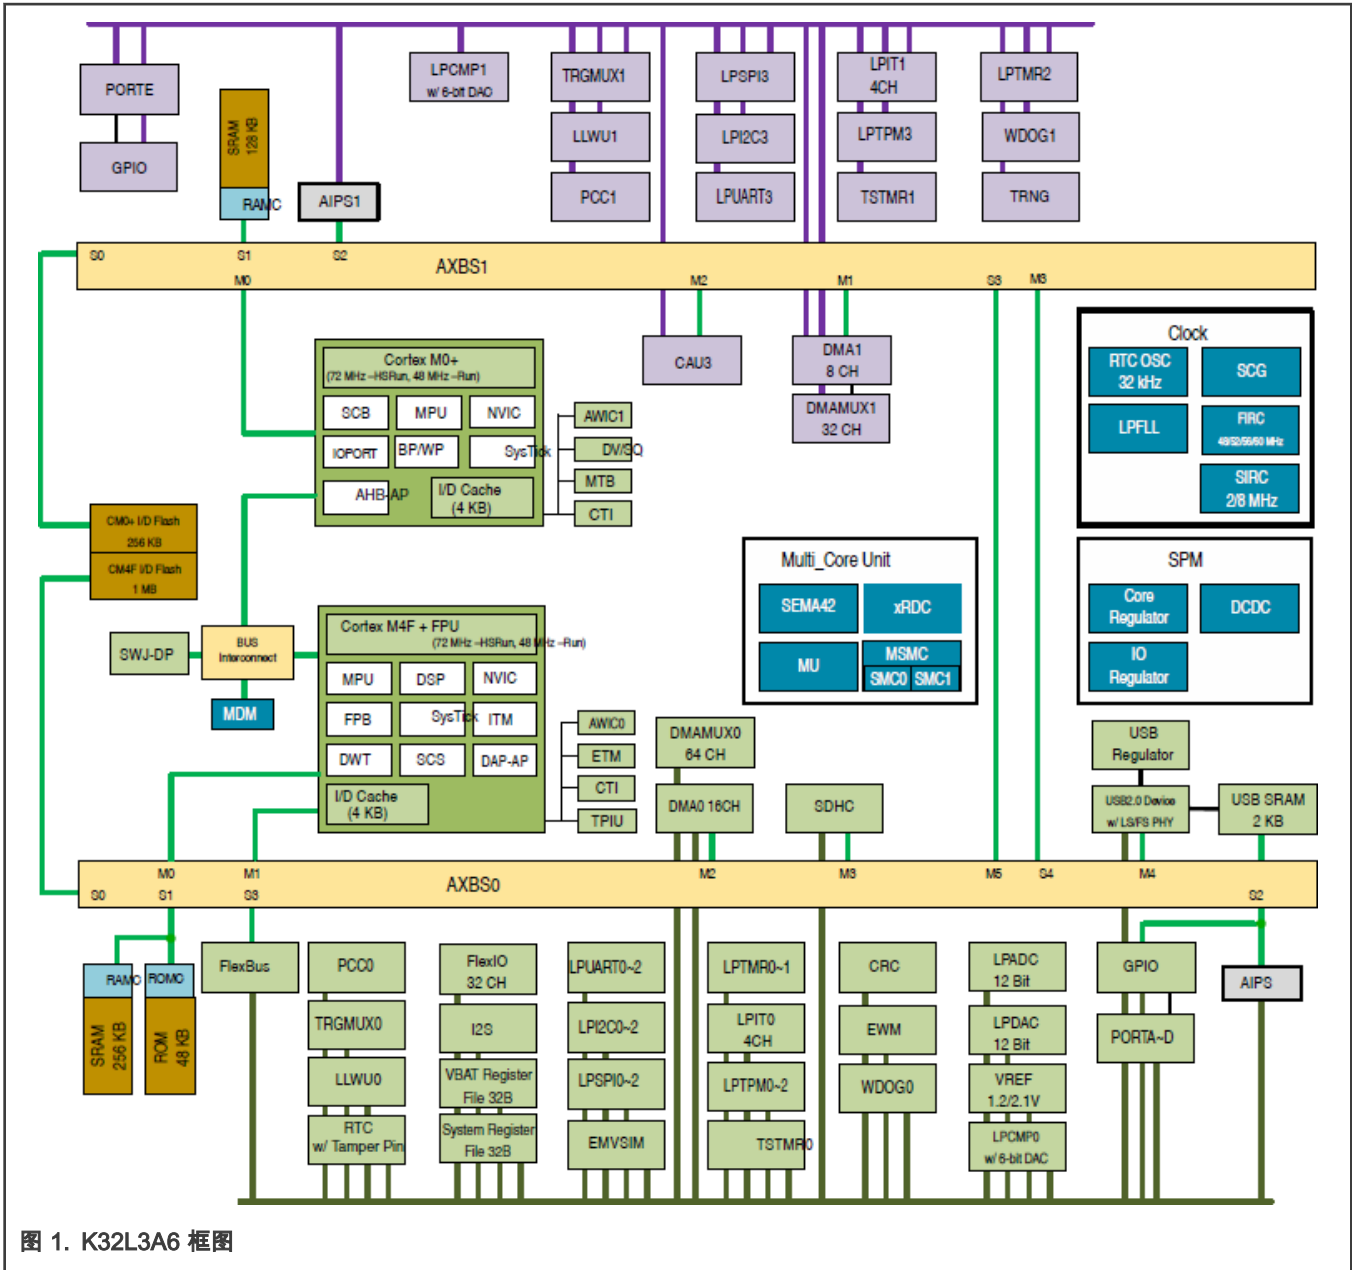 PORTE
GPIO
SRAM
128 KB
RAMC
AIPS1
LPCMP1
w/ 6-bit DAC
TRGMUX1
LLWU1
PCC1
LPSPI3
LPI2C3
LPUART3
LPIT1
4CH
LPTPM3
TSTMR1
LPTMR2
WDOG1
TRNG
S0
S1
S2
AXBS1
M0
M2
M1
S3
M3
Cortex M0+
(72 MHz –HSRun, 48 MHz –Run)
SCB
MPU
NVIC
IOPORT
BP/WP
SysTick
AHB-AP
I/D Cache
(4 KB)
AWIC1
DV/SQ
MTB
CTI
CAU3
DMA1
8 CH
DMAMUX1
32 CH
Clock
RTC OSC
32 kHz
SCG
LPFLL
FIRC
48/52/56/60 MHz
SIRC
2/8 MHz
CM0+ I/D Flash
256 KB
CM4F I/D Flash
1 MB
Multi_Core Unit
SEMA42
xRDC
MU
MSMC
SMC0
SMC1
SPM
Core
Regulator
DCDC
IO
Regulator
SWJ-DP
BUS
Interconnect
MDM
Cortex M4F + FPU
(72 MHz –HSRun, 48 MHz –Run)
MPU
DSP
NVIC
FPB
SysTick
ITM
DWT
SCS
DAP-AP
I/D Cache
(4 KB)
AWIC0
ETM
CTI
TPIU
DMAMUX0
64 CH
DMA0 16CH
SDHC
USB
Regulator
USB2.0 Device
w/ LS/FS PHY
USB SRAM
2 KB
M0
M1
M2
M3
M5
S4
M4
AXBS0
S0
S1
S3
S2
RAMC
ROMC
SRAM
256 KB
ROM
48 KB
FlexBus
PCC0
TRGMUX0
LLWU0
RTC
w/ Tamper Pin
FlexIO
32 CH
I2S
VBAT Register
File 32B
System Register
File 32B
LPUART0~2
LPI2C0~2
LPSPI0~2
EMVSIM
LPTMR0~1
LPIT0
4CH
LPTPM0~2
TSTMR0
CRC
EWM
WDOG0
LPADC
12 Bit
LPDAC
12 Bit
VREF
1.2/2.1V
LPCMP0
w/ 6-bit DAC
GPIO
PORTA~D
AIPS
图 1. K32L3A6 框图